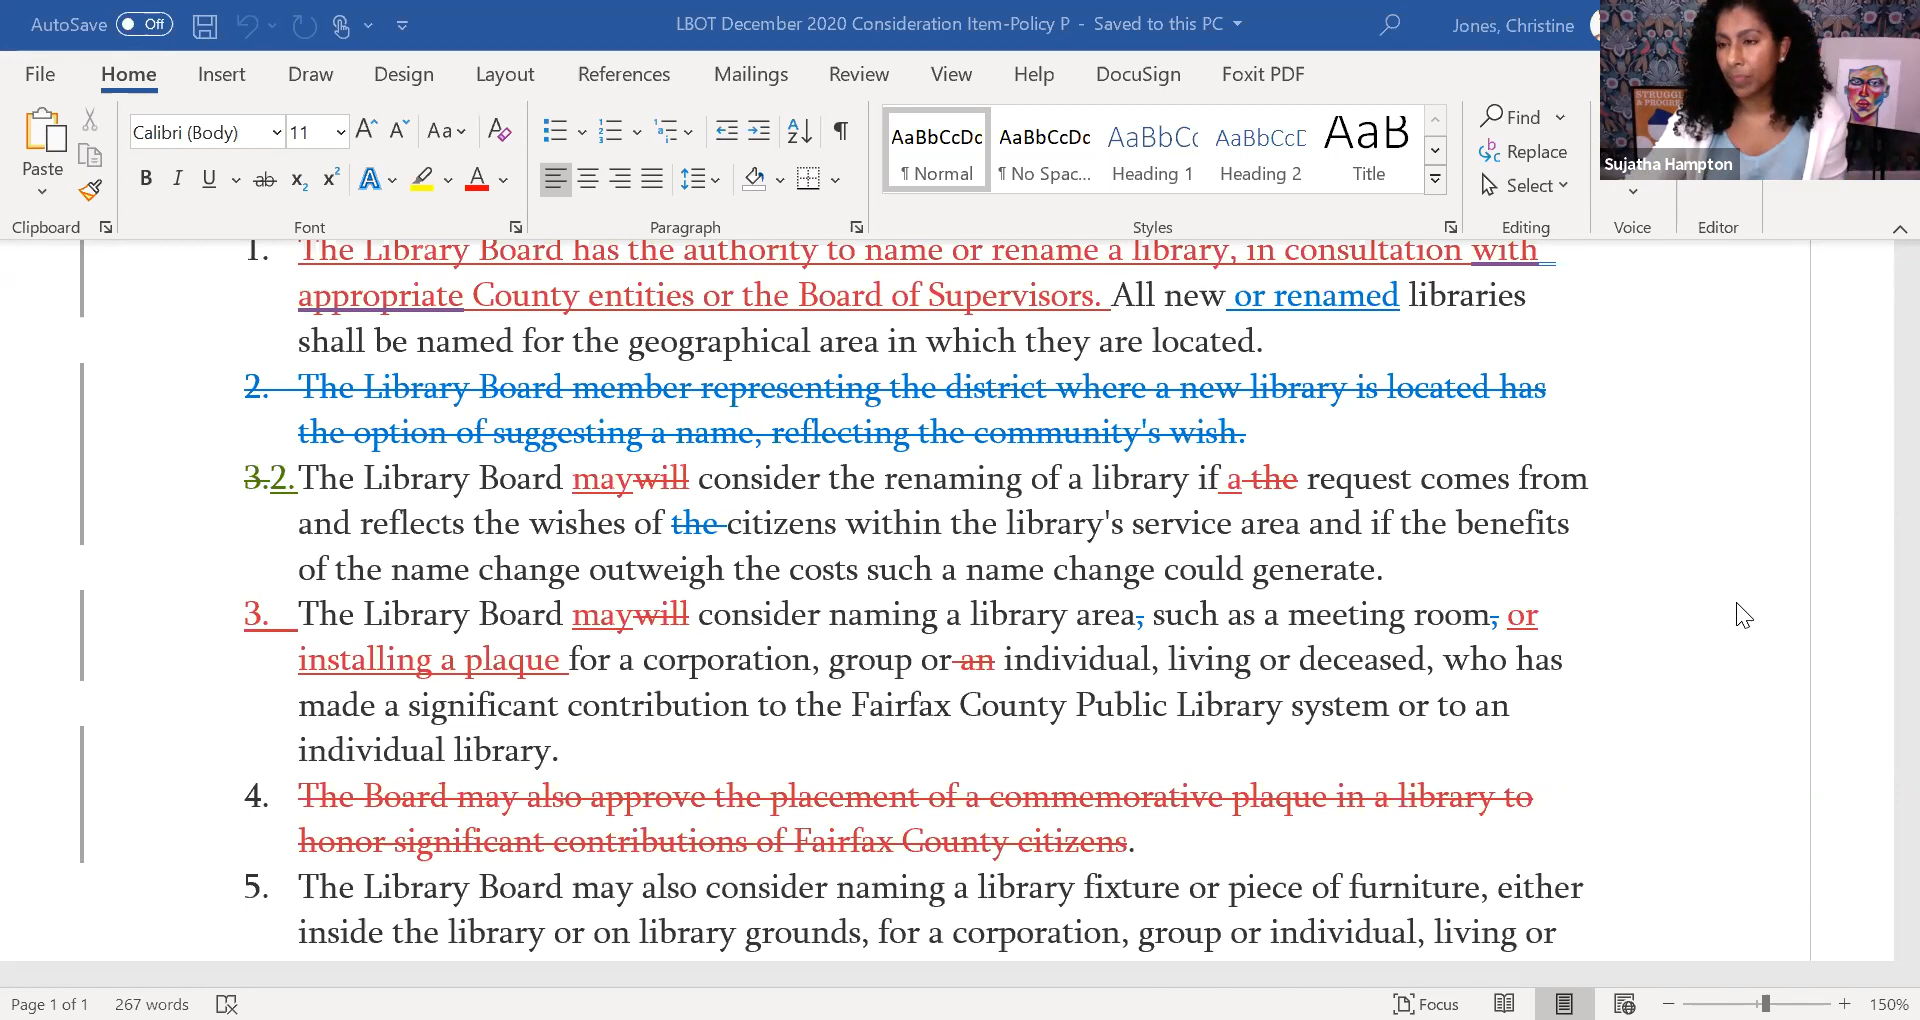 AutoSave Off LBOT December 2020 Consideration Item-Policy P - Saved to this PC Jones, Christine
File Home Insert Draw Design Layout References Mailings Review View Help DocuSign Foxit PDF
STRUGGLE
& PROGRESS
Sujatha Hampton
Paste
Calibri (Body) 11 Aa
B I U ab x2 x2 A A
AaBbCcDc AaBbCcDc AaBbCc AaBbCcD AaB
¶ Normal ¶ No Spac... Heading 1 Heading 2 Title
Find
Replace
Select
Clipboard Font Paragraph Styles Editing Voice Editor
1. The Library Board has the authority to name or rename a library, in consultation with
appropriate County entities or the Board of Supervisors. All new or renamed libraries
shall be named for the geographical area in which they are located.
2. The Library Board member representing the district where a new library is located has
the option of suggesting a name, reflecting the community's wish.
3.2. The Library Board maywill consider the renaming of a library if a the request comes from
and reflects the wishes of the citizens within the library's service area and if the benefits
of the name change outweigh the costs such a name change could generate.
3. The Library Board maywill consider naming a library area, such as a meeting room, or
installing a plaque for a corporation, group or an individual, living or deceased, who has
made a significant contribution to the Fairfax County Public Library system or to an
individual library.
4. The Board may also approve the placement of a commemorative plaque in a library to
honor significant contributions of Fairfax County citizens.
5. The Library Board may also consider naming a library fixture or piece of furniture, either
inside the library or on library grounds, for a corporation, group or individual, living or
Page 1 of 1 267 words Focus 150%